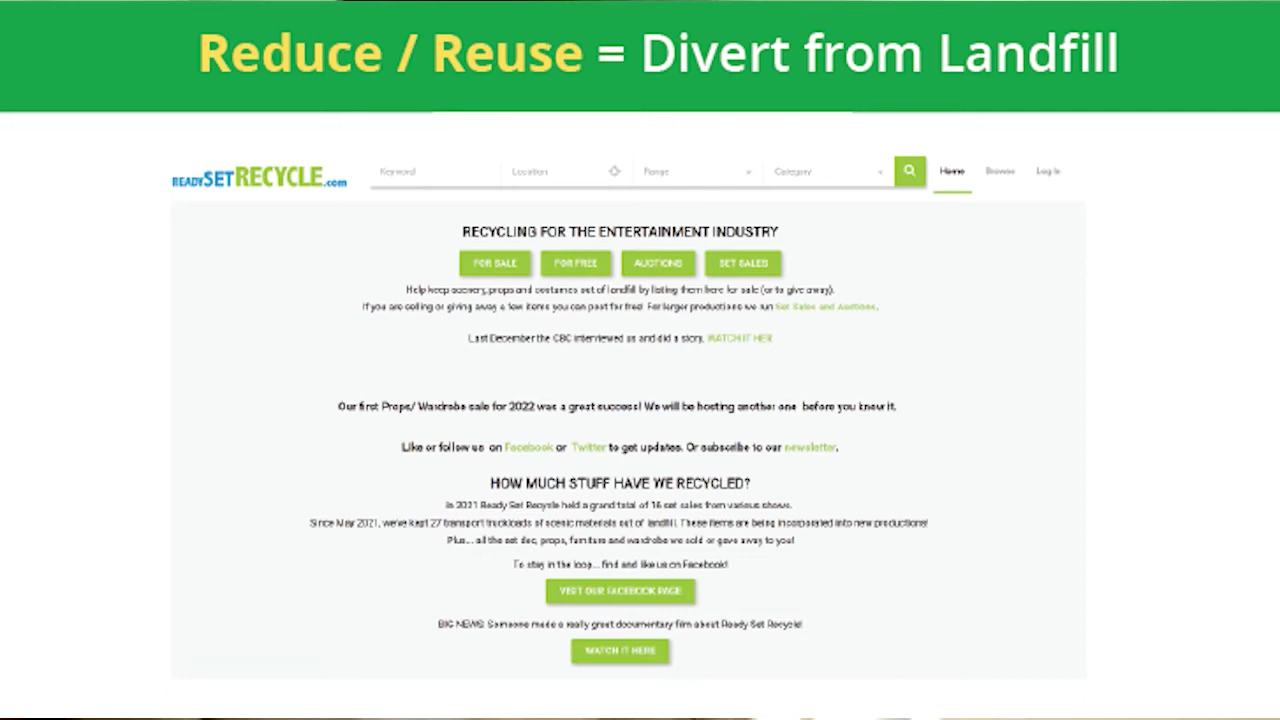 Reduce / Reuse = Divert from Landfill
READYSETRECYCLE.com
Keyword Location Range Category Home Browse Log In
RECYCLING FOR THE ENTERTAINMENT INDUSTRY
FOR SALE FOR FREE AUCTIONS SET SALES
Help keep scenery, props and costumes out of landfill by listing them here for sale (or to give away).
If you are selling or giving away a few items you can post for free! For larger productions we run Set Sales and Auctions.
Last December the CBC interviewed us and did a story. WATCH IT HER
Our first Props/ Wardrobe sale for 2022 was a great success! We will be hosting another one before you know it.
Like or follow us on Facebook or Twitter to get updates. Or subscribe to our newsletter.
HOW MUCH STUFF HAVE WE RECYCLED?
In 2021 Ready Set Recycle held a grand total of 16 set sales from various shows.
Since May 2021, we've kept 27 transport truckloads of scenic materials out of landfill. These items are being incorporated into new productions!
Plus... all the set dec, props, furniture and wardrobe we sold or gave away to you!
To stay in the loop... find and like us on Facebook!
VISIT OUR FACEBOOK PAGE
BIG NEWS: Someone made a really great documentary film about Ready Set Recycle!
WATCH IT HERE